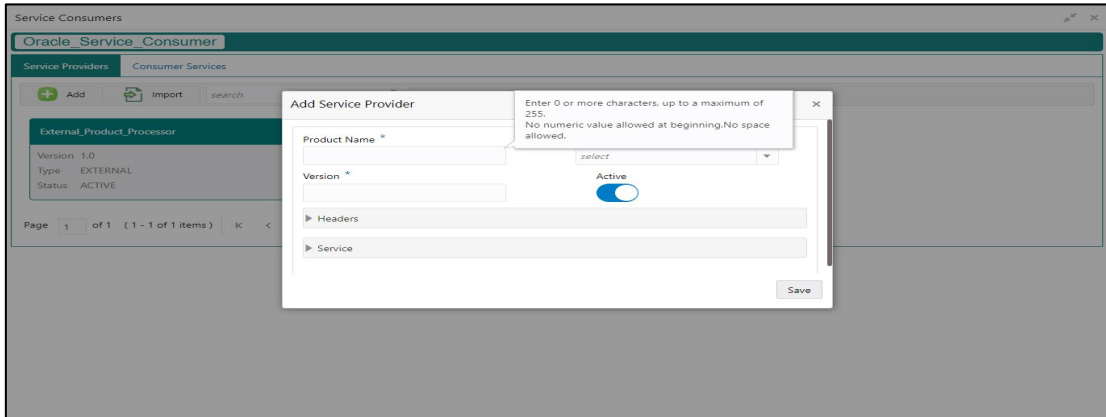 Service Consumers
Oracle_Service_Consumer
Service Providers Consumer Services
Add Import search
External_Product_Processor
Version 1.0
Type EXTERNAL
Status ACTIVE
Page 1 of 1 ( 1 - 1 of 1 items )
Add Service Provider
Enter 0 or more characters, up to a maximum of
255.
No numeric value allowed at beginning.No space
allowed.
Product Name *
select
Version * Active
Headers
Service
Save